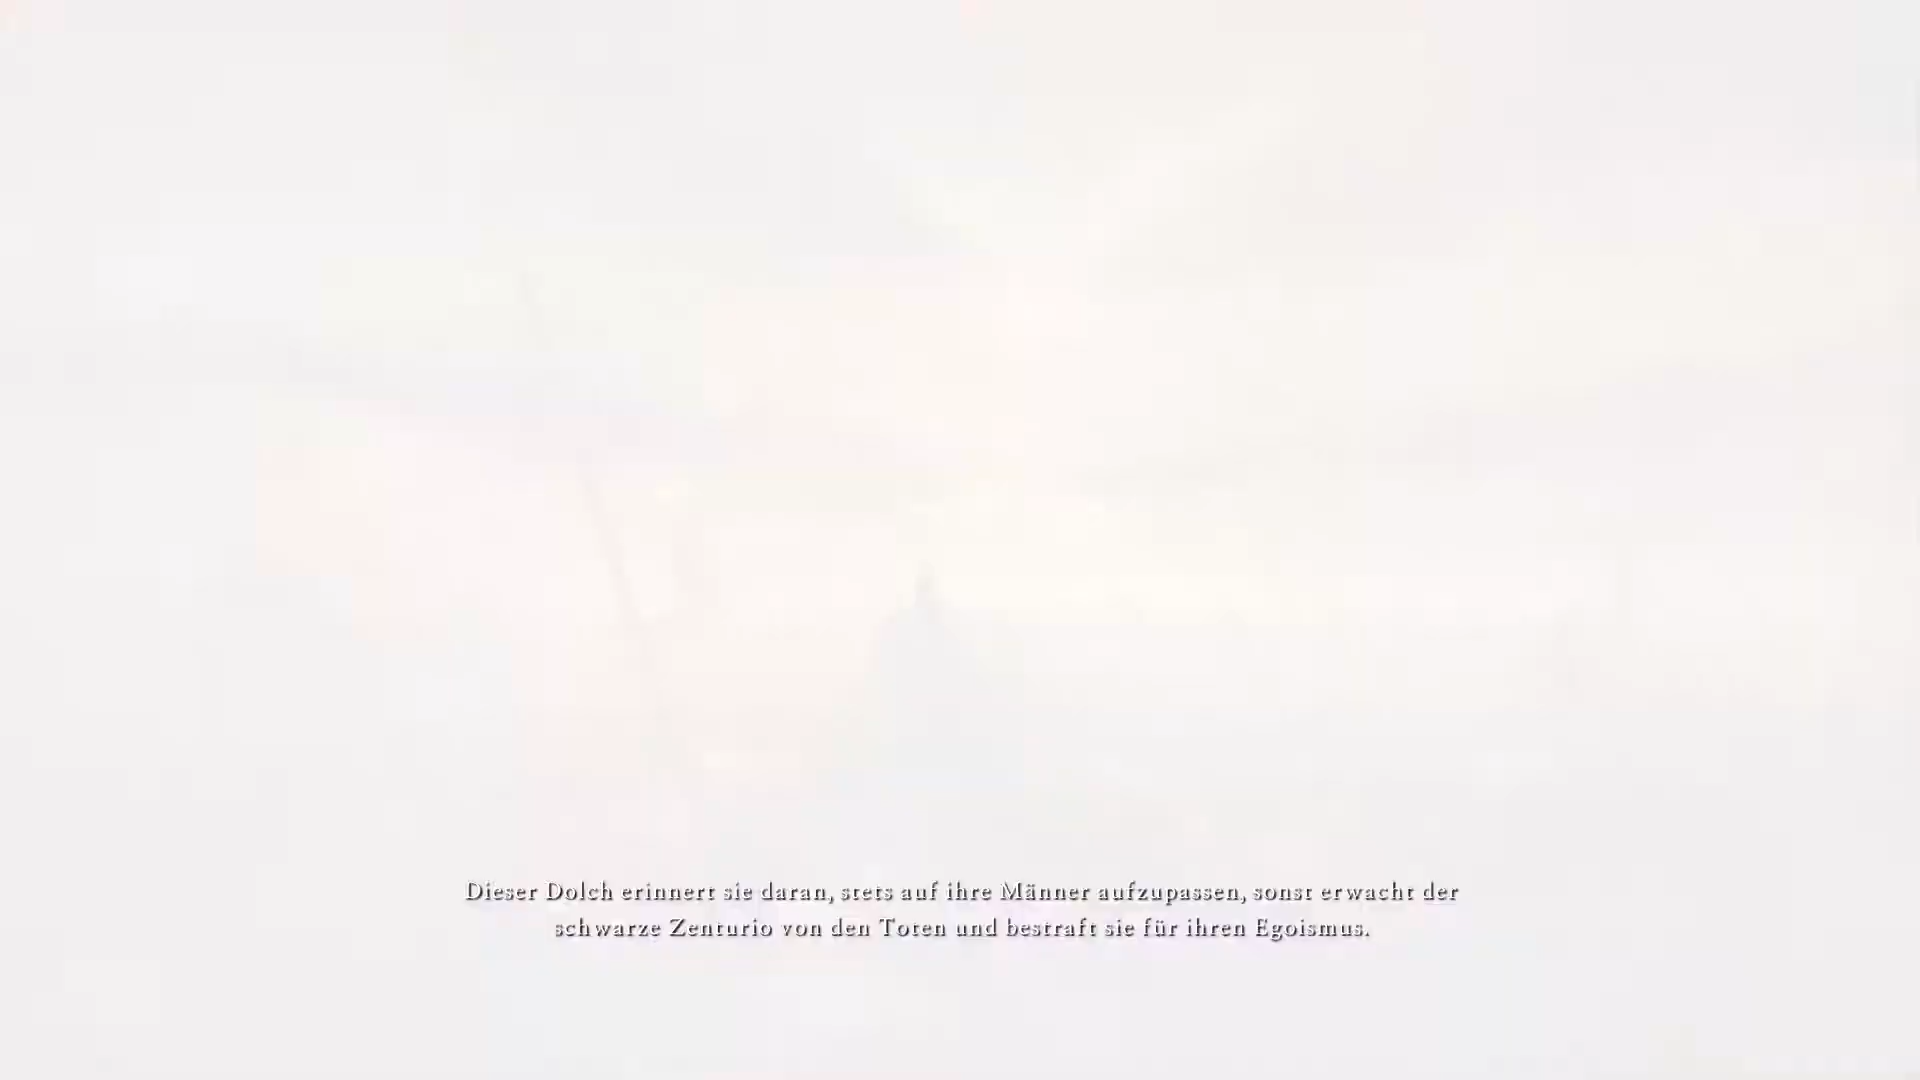 Dieser Dolch erinnert sie daran, stets auf ihre Männer aufzupassen, sonst erwacht der
schwarze Zenturio von den Toten und bestraft sie für ihren Egoismus.